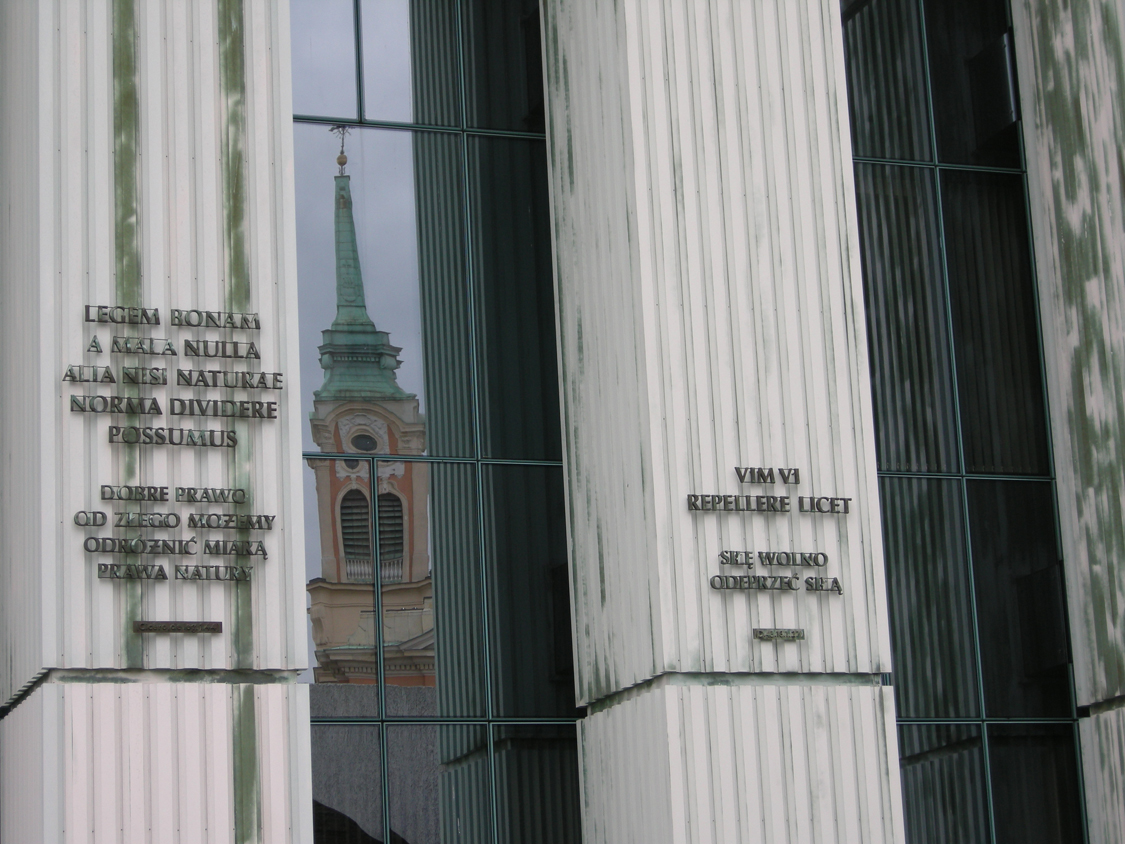 LEGEM BONAM
A MALA NULLA
ALIA NISI NATURAE
NORMA DIVIDERE
POSSUMUS
DOBRE PRAWO
OD ZŁEGO MOŻEMY
ODRÓŻNIĆ MIARĄ
PRAWA NATURY
VIM VI
REPELLERE LICET
SIŁĘ WOLNO
ODEPRZEĆ SIŁĄ